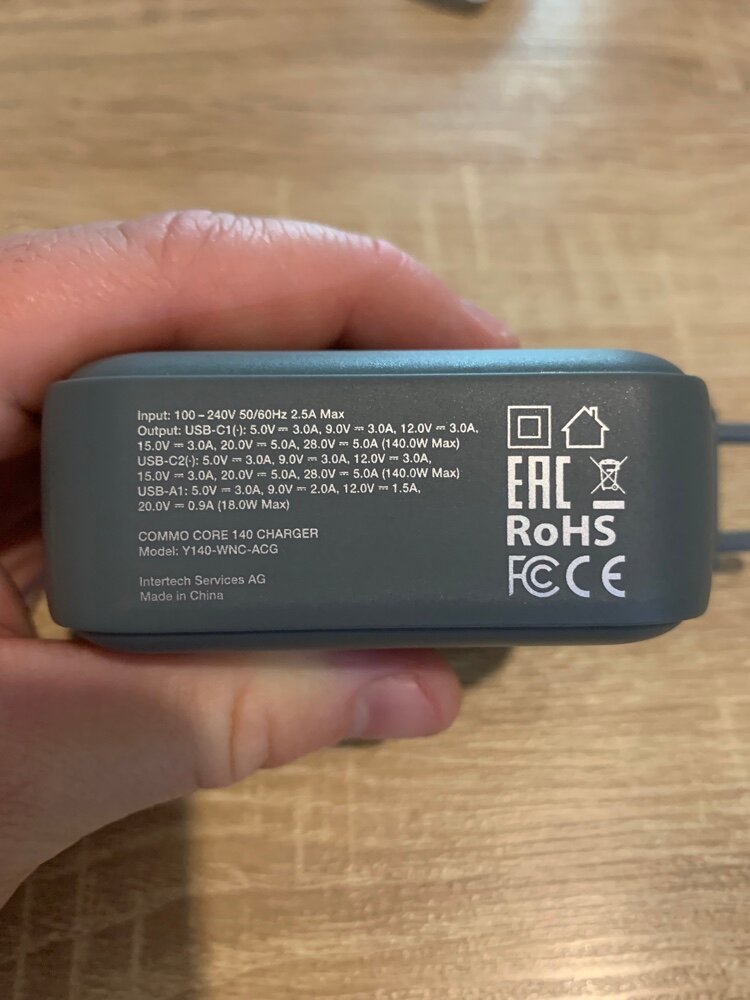 Input: 100 – 240V 50/60Hz 2.5A Max
Output: USB-C1(·): 5.0V ⎓ 3.0A, 9.0V ⎓ 3.0A, 12.0V ⎓ 3.0A,
15.0V ⎓ 3.0A, 20.0V ⎓ 5.0A, 28.0V ⎓ 5.0A (140.0W Max)
USB-C2(·): 5.0V ⎓ 3.0A, 9.0V ⎓ 3.0A, 12.0V ⎓ 3.0A,
15.0V ⎓ 3.0A, 20.0V ⎓ 5.0A, 28.0V ⎓ 5.0A (140.0W Max)
USB-A1: 5.0V ⎓ 3.0A, 9.0V ⎓ 2.0A, 12.0V ⎓ 1.5A,
20.0V ⎓ 0.9A (18.0W Max)
COMMO CORE 140 CHARGER
Model: Y140-WNC-ACG
Intertech Services AG
Made in China
EAC
RoHS
FC CE